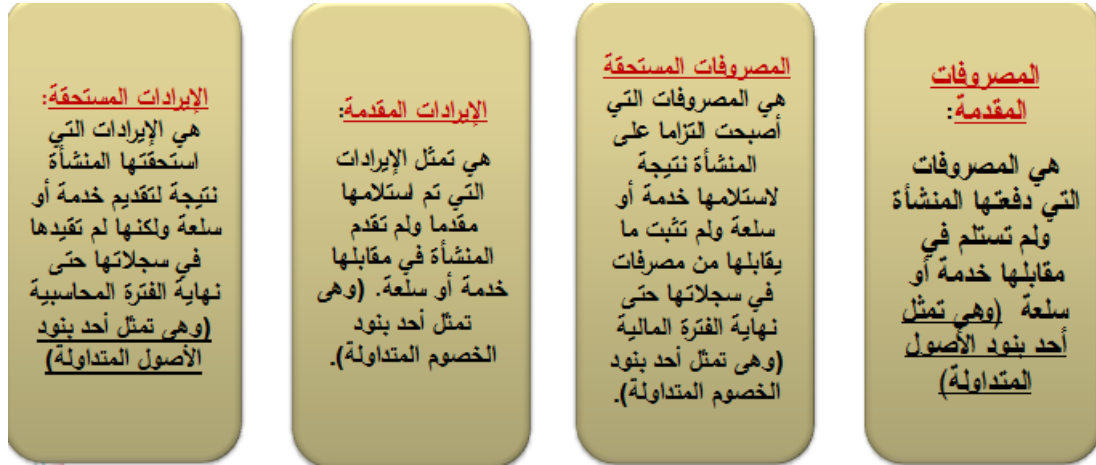 المصروفات
المقدمة:
هي المصروفات
التي دفعتها المنشأة
ولم تستلم في
مقابلها خدمة أو
سلعة (وهى تمثل
أحد بنود الأصول
المتداولة)
المصروفات المستحقة
هي المصروفات التي
أصبحت التزاما على
المنشأة نتيجة
لاستلامها خدمة أو
سلعة ولم تثبت ما
يقابلها من مصرفات
في سجلاتها حتى
نهاية الفترة المالية
(وهى تمثل أحد بنود
الخصوم المتداولة).
الإيرادات المقدمة:
هي تمثل الإيرادات
التي تم استلامها
مقدما ولم تقدم
المنشأة في مقابلها
خدمة أو سلعة. (وهى
تمثل أحد بنود
الخصوم المتداولة).
الإيرادات المستحقة:
هي الإيرادات التي
استحقتها المنشأة
نتيجة لتقديم خدمة أو
سلعة ولكنها لم تقيدها
في سجلاتها حتى
نهاية الفترة المحاسبية
(وهى تمثل أحد بنود
الأصول المتداولة)